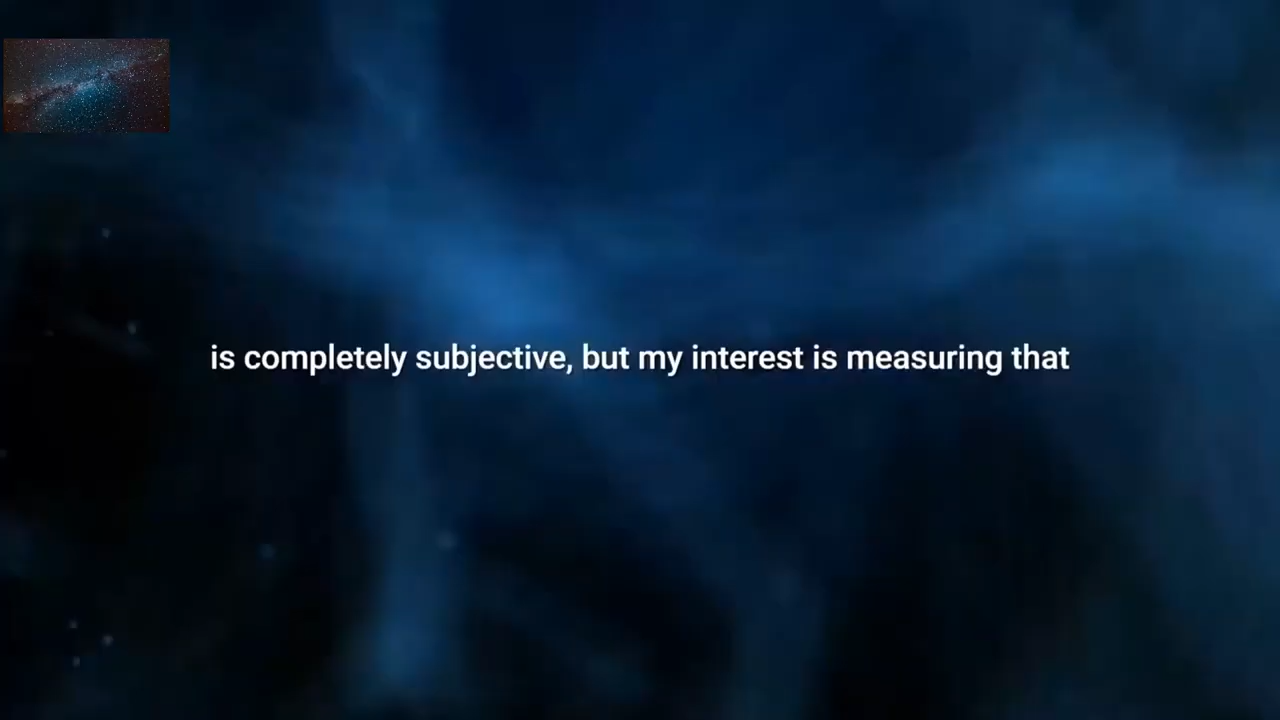 is completely subjective, but my interest is measuring that